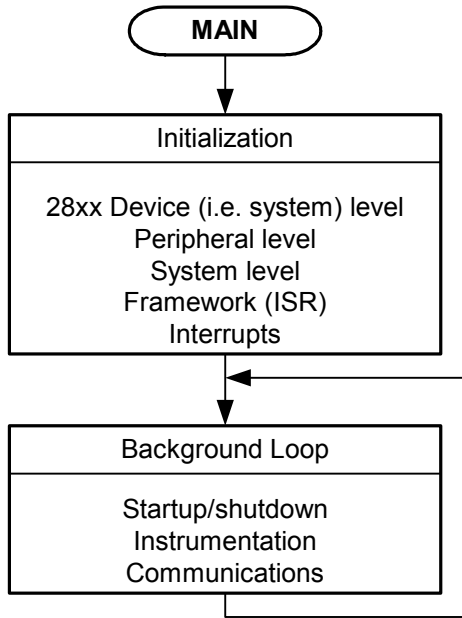 MAIN
Initialization
28xx Device (i.e. system) level
Peripheral level
System level
Framework (ISR)
Interrupts
Background Loop
Startup/shutdown
Instrumentation
Communications